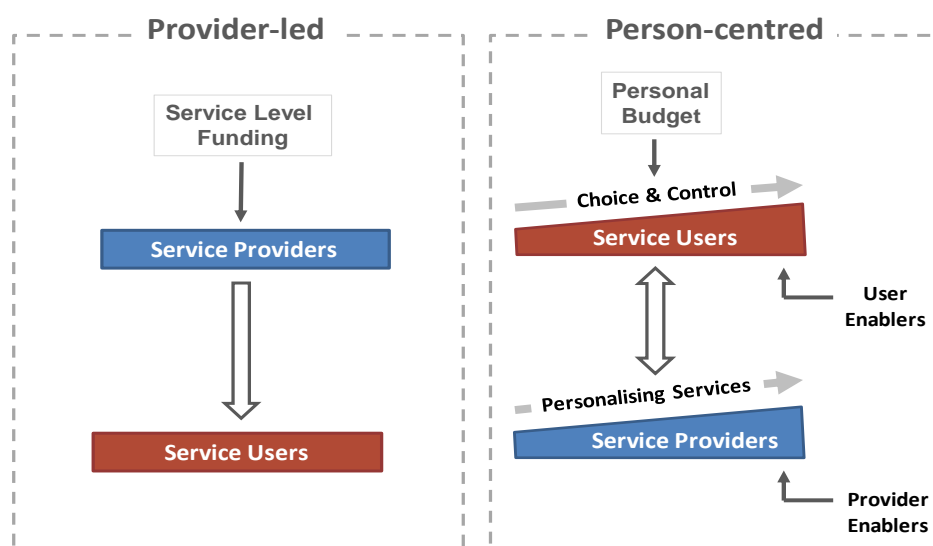 Provider-led
Service Level
Funding
Service Providers
Service Users
Person-centred
Personal
Budget
Choice & Control
Service Users
User
Enablers
Personalising Services
Service Providers
Provider
Enablers